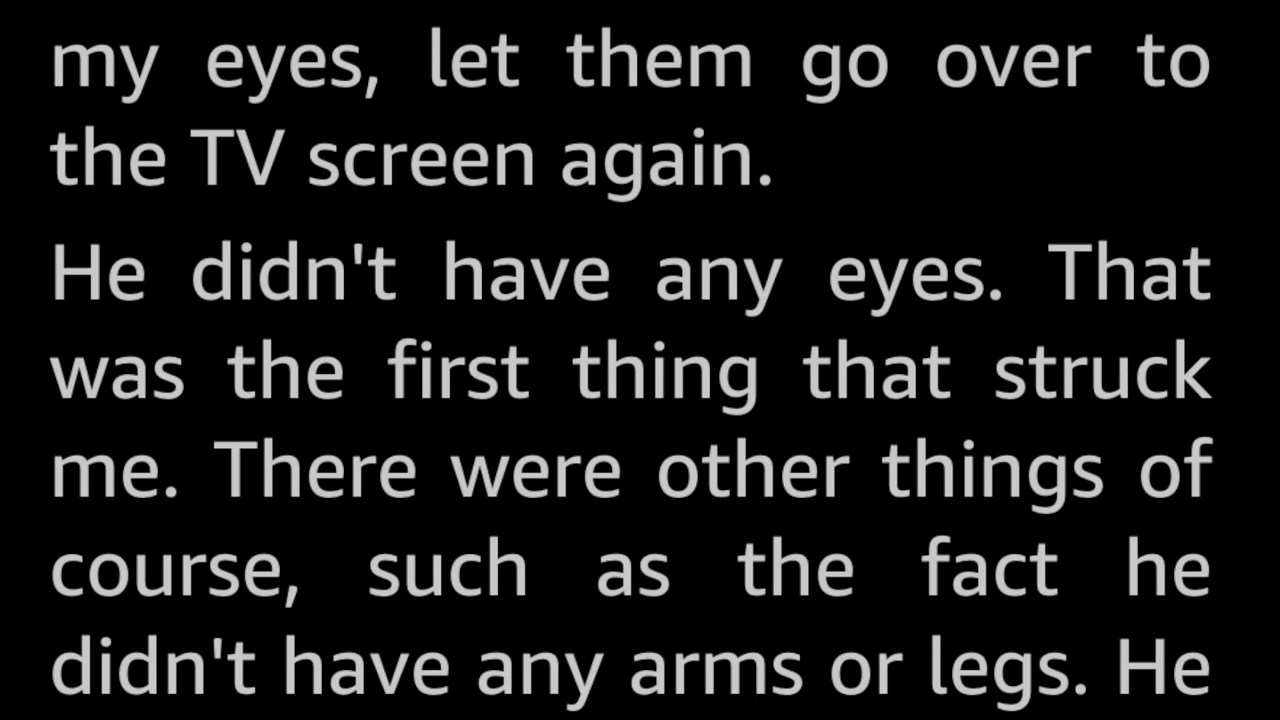 my eyes, let them go over to
the TV screen again.
He didn't have any eyes. That
was the first thing that struck
me. There were other things of
course, such as the fact he
didn't have any arms or legs. He